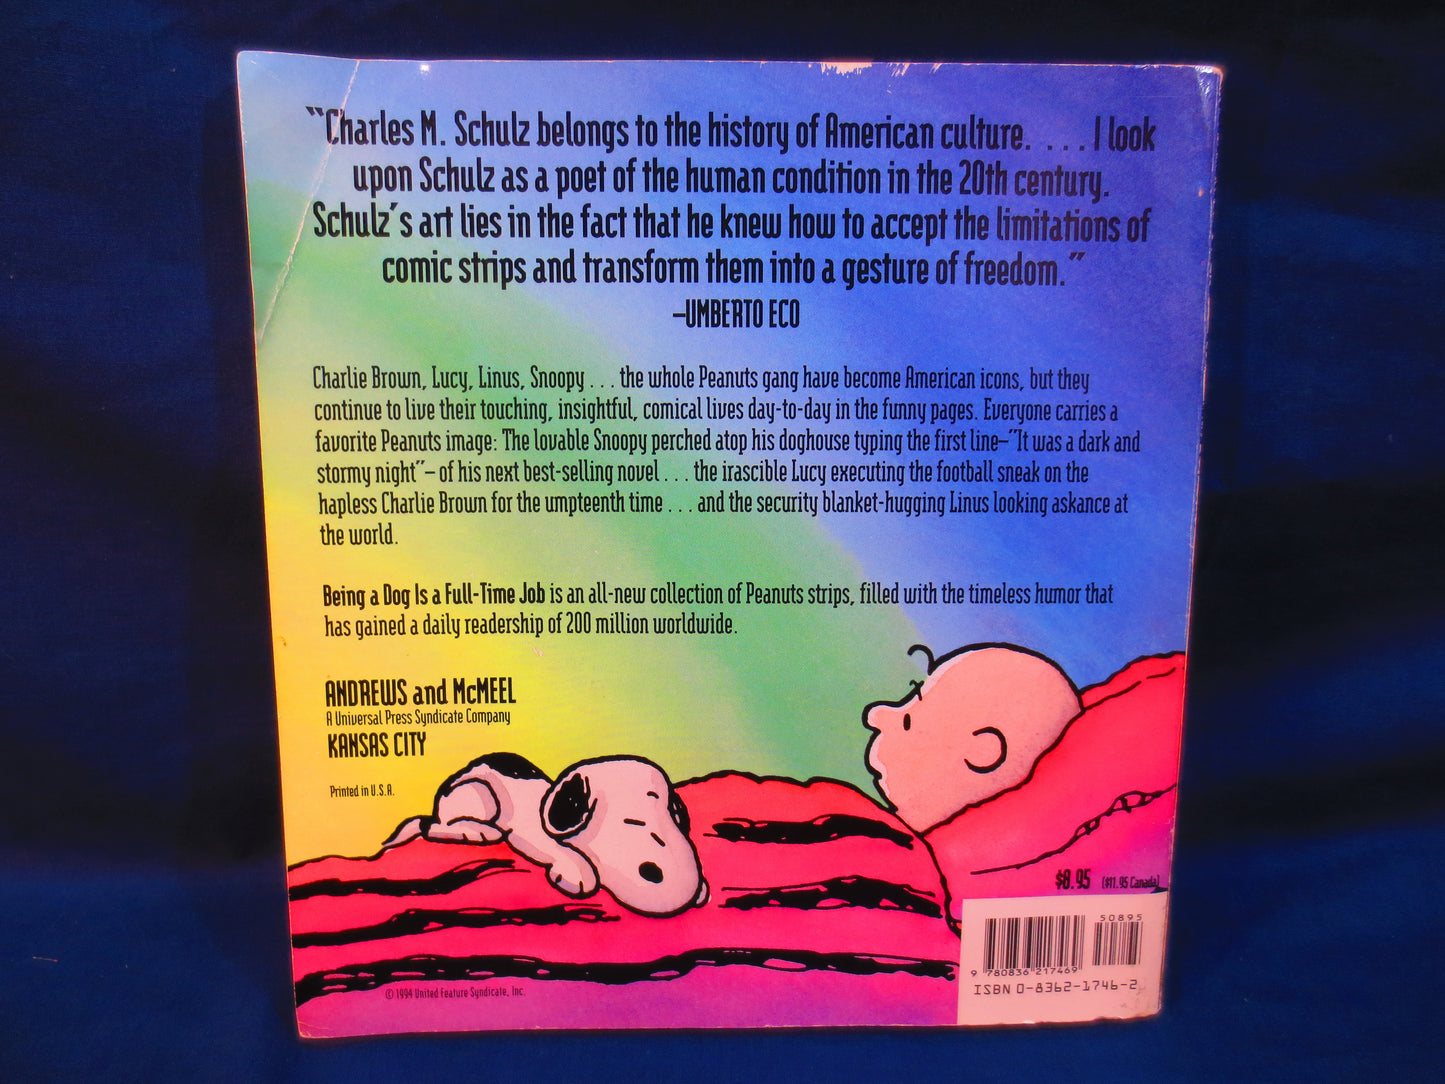 “Charles M. Schulz belongs to the history of American culture. . . . I look
upon Schulz as a poet of the human condition in the 20th century.
Schulz’s art lies in the fact that he knew how to accept the limitations of
comic strips and transform them into a gesture of freedom.”
–UMBERTO ECO
Charlie Brown, Lucy, Linus, Snoopy . . . the whole Peanuts gang have become American icons, but they
continue to live their touching, insightful, comical lives day-to-day in the funny pages. Everyone carries a
favorite Peanuts image: The lovable Snoopy perched atop his doghouse typing the first line–“It was a dark and
stormy night”– of his next best-selling novel . . . the irascible Lucy executing the football sneak on the
hapless Charlie Brown for the umpteenth time . . . and the security blanket-hugging Linus looking askance at
the world.
Being a Dog Is a Full-Time Job is an all-new collection of Peanuts strips, filled with the timeless humor that
has gained a daily readership of 200 million worldwide.
ANDREWS and McMEEL
A Universal Press Syndicate Company
KANSAS CITY
Printed in U.S.A.
$8.95 ($11.95 Canada)
50895
9 780836 217469
ISBN 0-8362-1746-2
© 1994 United Feature Syndicate, Inc.